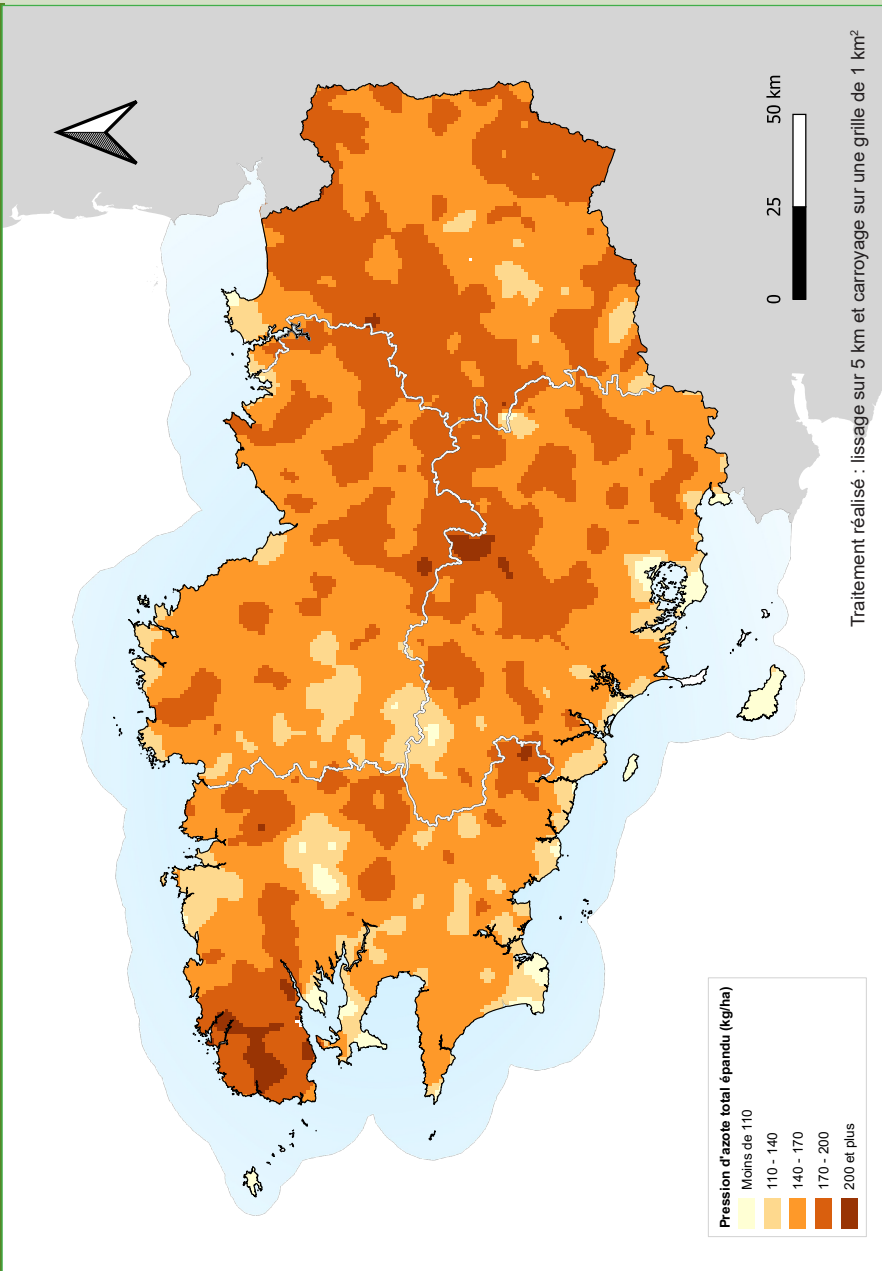 0 25 50 km
Traitement réalisé : lissage sur 5 km et carroyage sur une grille de 1 km²
Pression d'azote total épandu (kg/ha)
Moins de 110
110 - 140
140 - 170
170 - 200
200 et plus